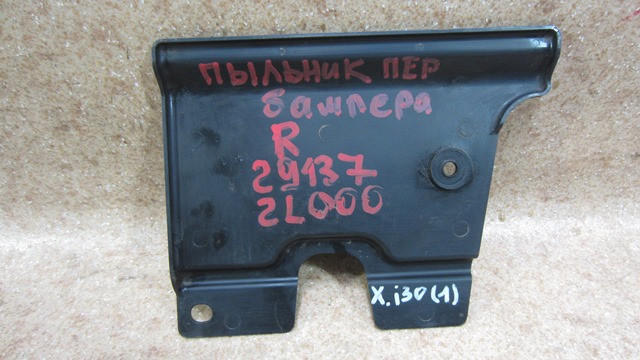 ПЫЛЬНИК ПЕР
бампера
R
29137
2L000
X. i30 (1)